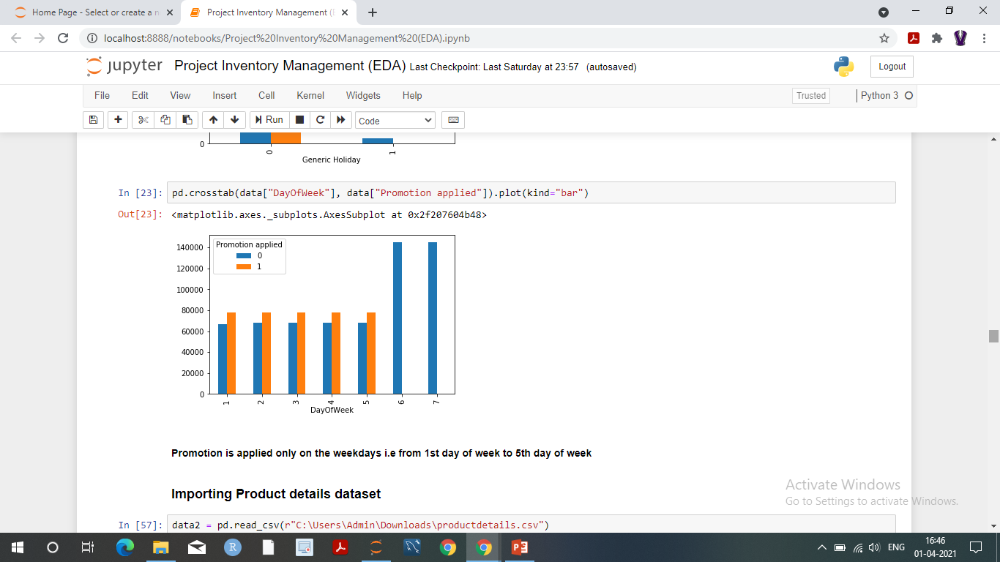 Home Page - Select or create a n
Project Inventory Management (E
localhost:8888/notebooks/Project%20Inventory%20Management%20(EDA).ipynb
jupyter Project Inventory Management (EDA) Last Checkpoint: Last Saturday at 23:57 (autosaved)
Logout
File Edit View Insert Cell Kernel Widgets Help
Trusted
Python 3
Run
Code
0
0 1
Generic Holiday
In [23]: pd.crosstab(data["DayOfWeek"], data["Promotion applied"]).plot(kind="bar")
Out[23]: <matplotlib.axes._subplots.AxesSubplot at 0x2f207604b48>
Promotion applied
0
1
140000
120000
100000
80000
60000
40000
20000
0
1 2 3 4 5 6 7
DayOfWeek
Promotion is applied only on the weekdays i.e from 1st day of week to 5th day of week
Importing Product details dataset
Activate Windows
Go to Settings to activate Windows.
In [57]: data2 = pd.read_csv(r"C:\Users\Admin\Downloads\productdetails.csv")
R
P
ENG
16:46
01-04-2021